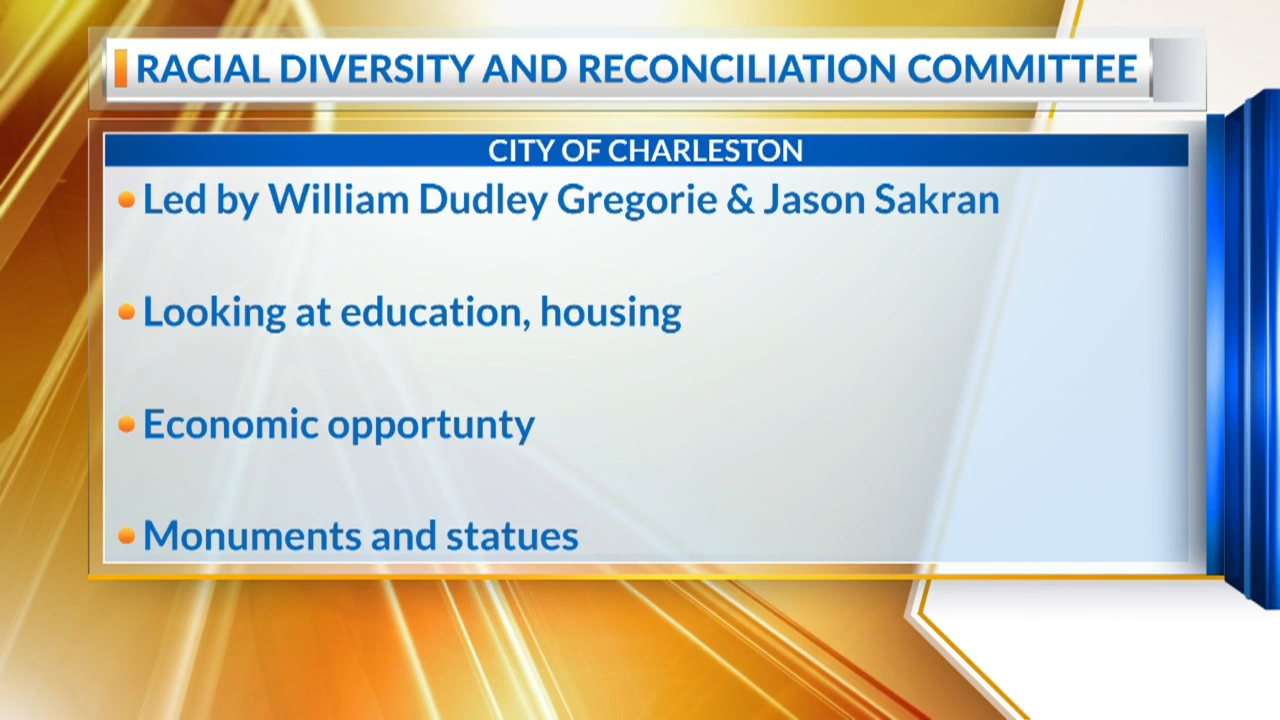 RACIAL DIVERSITY AND RECONCILIATION COMMITTEE
CITY OF CHARLESTON
• Led by William Dudley Gregorie & Jason Sakran
• Looking at education, housing
• Economic opportunty
• Monuments and statues